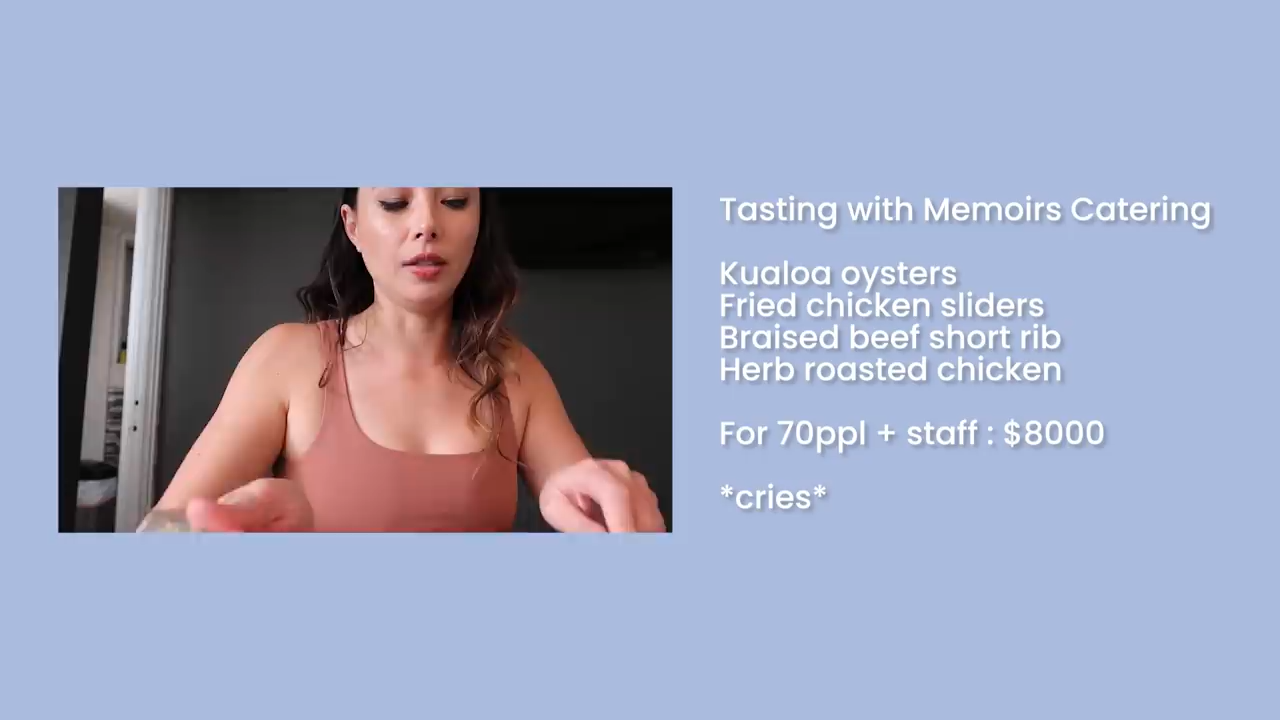 Tasting with Memoirs Catering
Kualoa oysters
Fried chicken sliders
Braised beef short rib
Herb roasted chicken
For 70ppl + staff : $8000
*cries*